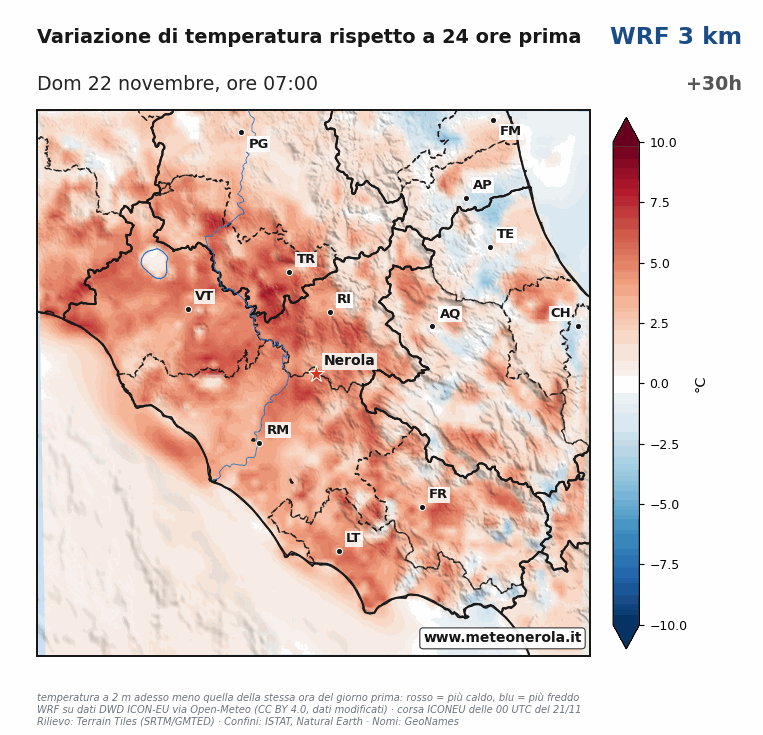 Variazione di temperatura rispetto a 24 ore prima
WRF 3 km
Dom 22 novembre, ore 07:00
+30h
FM
PG
AP
TE
TR
VT
RI
AQ
CH
Nerola
RM
FR
LT
www.meteonerola.it
10.0
7.5
5.0
2.5
0.0
−2.5
−5.0
−7.5
−10.0
°C
temperatura a 2 m adesso meno quella della stessa ora del giorno prima: rosso = più caldo, blu = più freddo
WRF su dati DWD ICON-EU via Open-Meteo (CC BY 4.0, dati modificati) · corsa ICONEU delle 00 UTC del 21/11
Rilievo: Terrain Tiles (SRTM/GMTED) · Confini: ISTAT, Natural Earth · Nomi: GeoNames